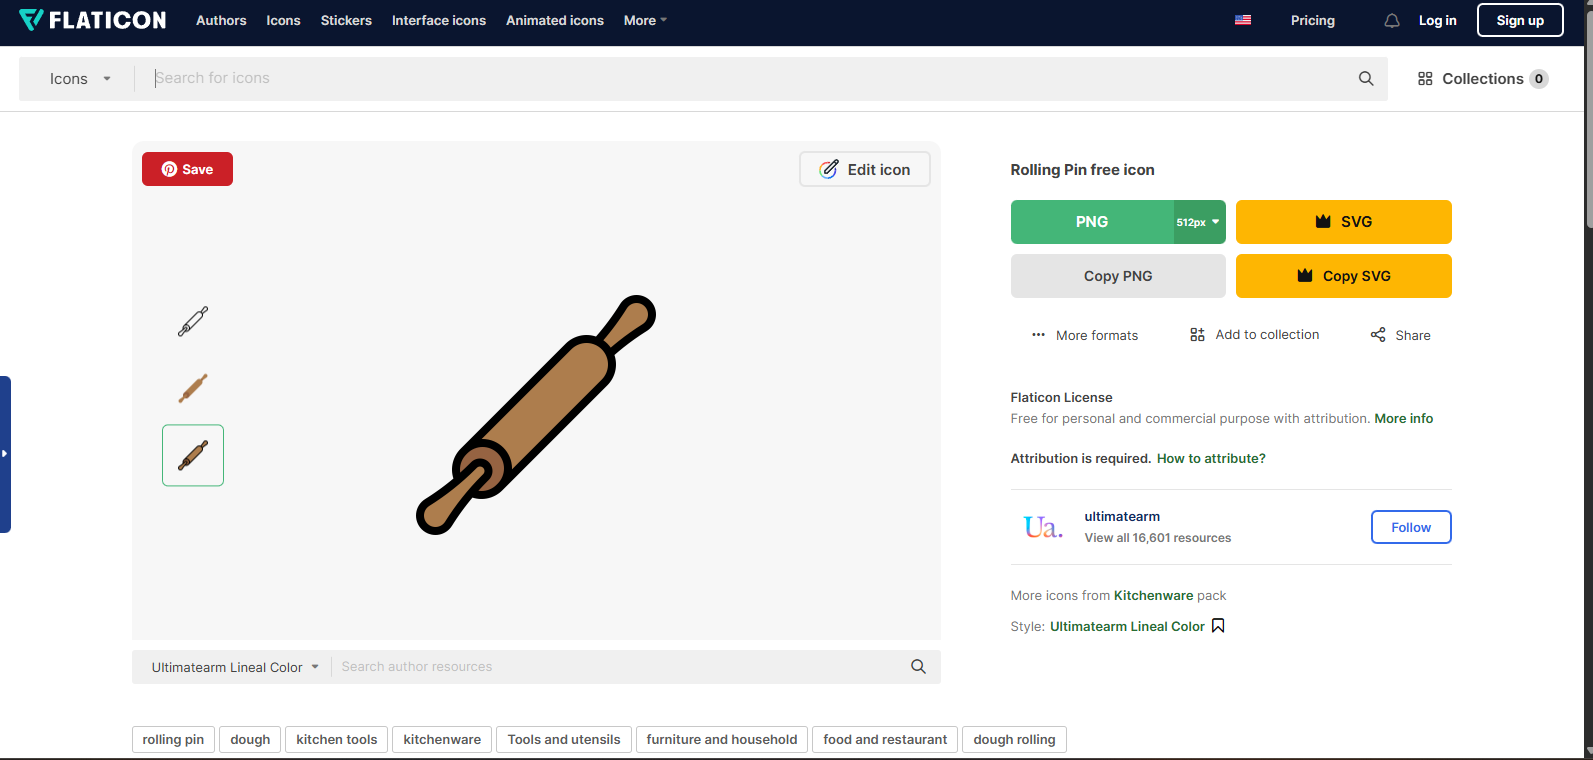 FLATICON Authors Icons Stickers Interface icons Animated icons More Pricing Log in Sign up
Icons Search for icons Collections 0
Save Edit icon
Rolling Pin free icon
PNG 512px SVG
Copy PNG Copy SVG
More formats Add to collection Share
Flaticon License
Free for personal and commercial purpose with attribution. More info
Attribution is required. How to attribute?
Ua. ultimatearm
View all 16,601 resources
Follow
More icons from Kitchenware pack
Style: Ultimatearm Lineal Color
Ultimatearm Lineal Color Search author resources
rolling pin dough kitchen tools kitchenware Tools and utensils furniture and household food and restaurant dough rolling